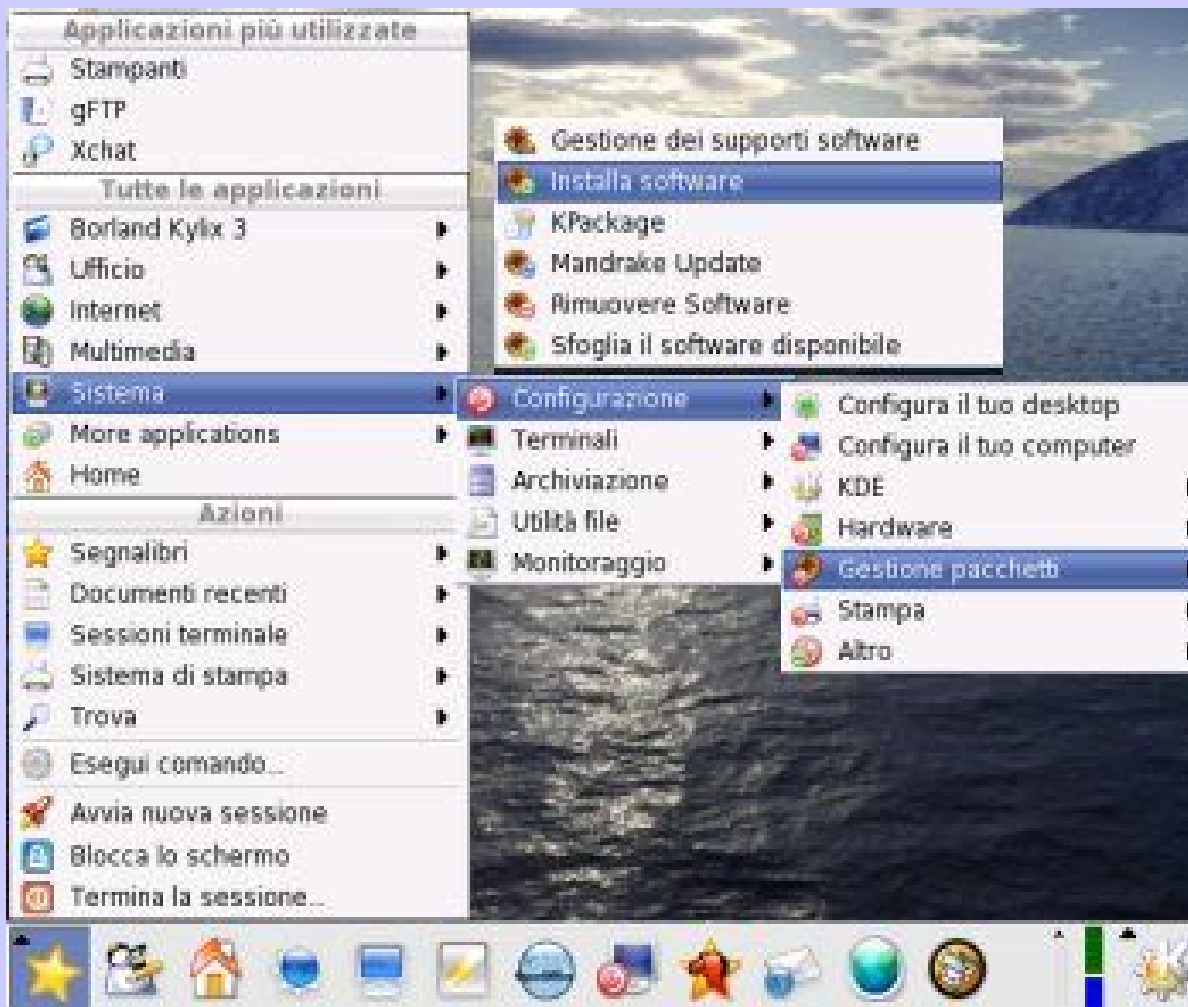 Applicazioni più utilizzate
Stampanti
gFTP
Xchat
Tutte le applicazioni
Borland Kylix 3
Ufficio
Internet
Multimedia
Sistema
More applications
Home
Azioni
Segnalibri
Documenti recenti
Sessioni terminale
Sistema di stampa
Trova
Esegui comando...
Avvia nuova sessione
Blocca lo schermo
Termina la sessione...
Configurazione
Terminali
Archiviazione
Utilità file
Monitoraggio
Configura il tuo desktop
Configura il tuo computer
KDE
Hardware
Gestione pacchetti
Stampa
Altro
Gestione dei supporti software
Installa software
KPackage
Mandrake Update
Rimuovere Software
Sfoglia il software disponibile